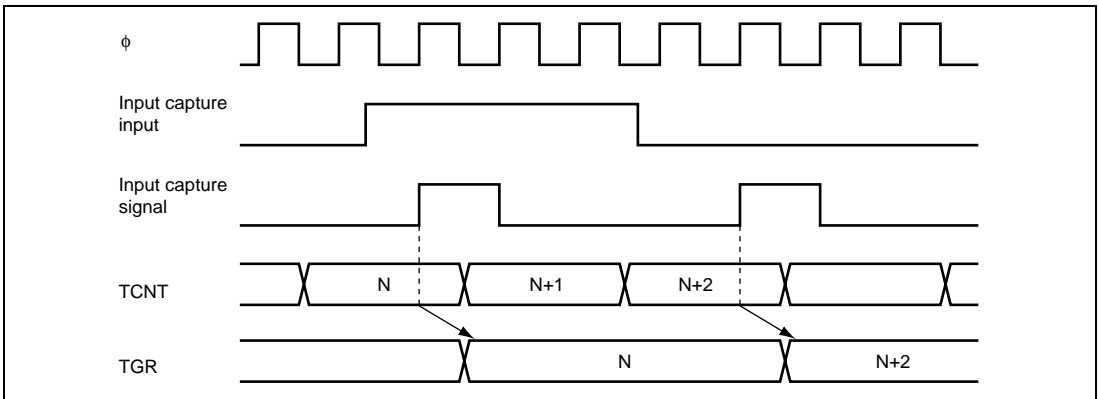 φ
Input capture
input
Input capture
signal
TCNT N N+1 N+2
TGR N N+2